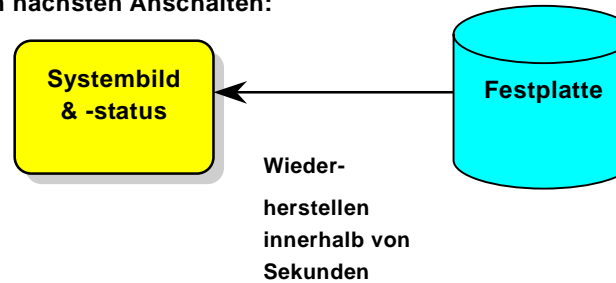 nächsten Anschalten:
Systembild
& -status
Festplatte
Wieder-
herstellen
innerhalb von
Sekunden